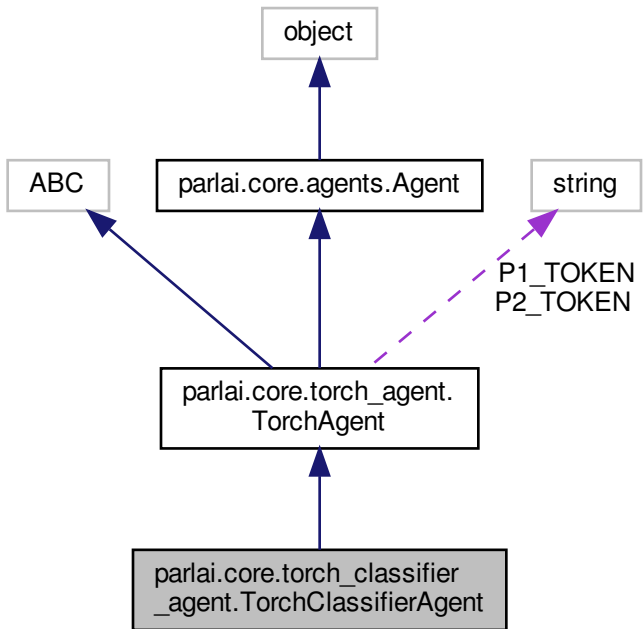 object
ABC
parlai.core.agents.Agent
string
P1_TOKEN
P2_TOKEN
parlai.core.torch_agent.
TorchAgent
parlai.core.torch_classifier
_agent.TorchClassifierAgent